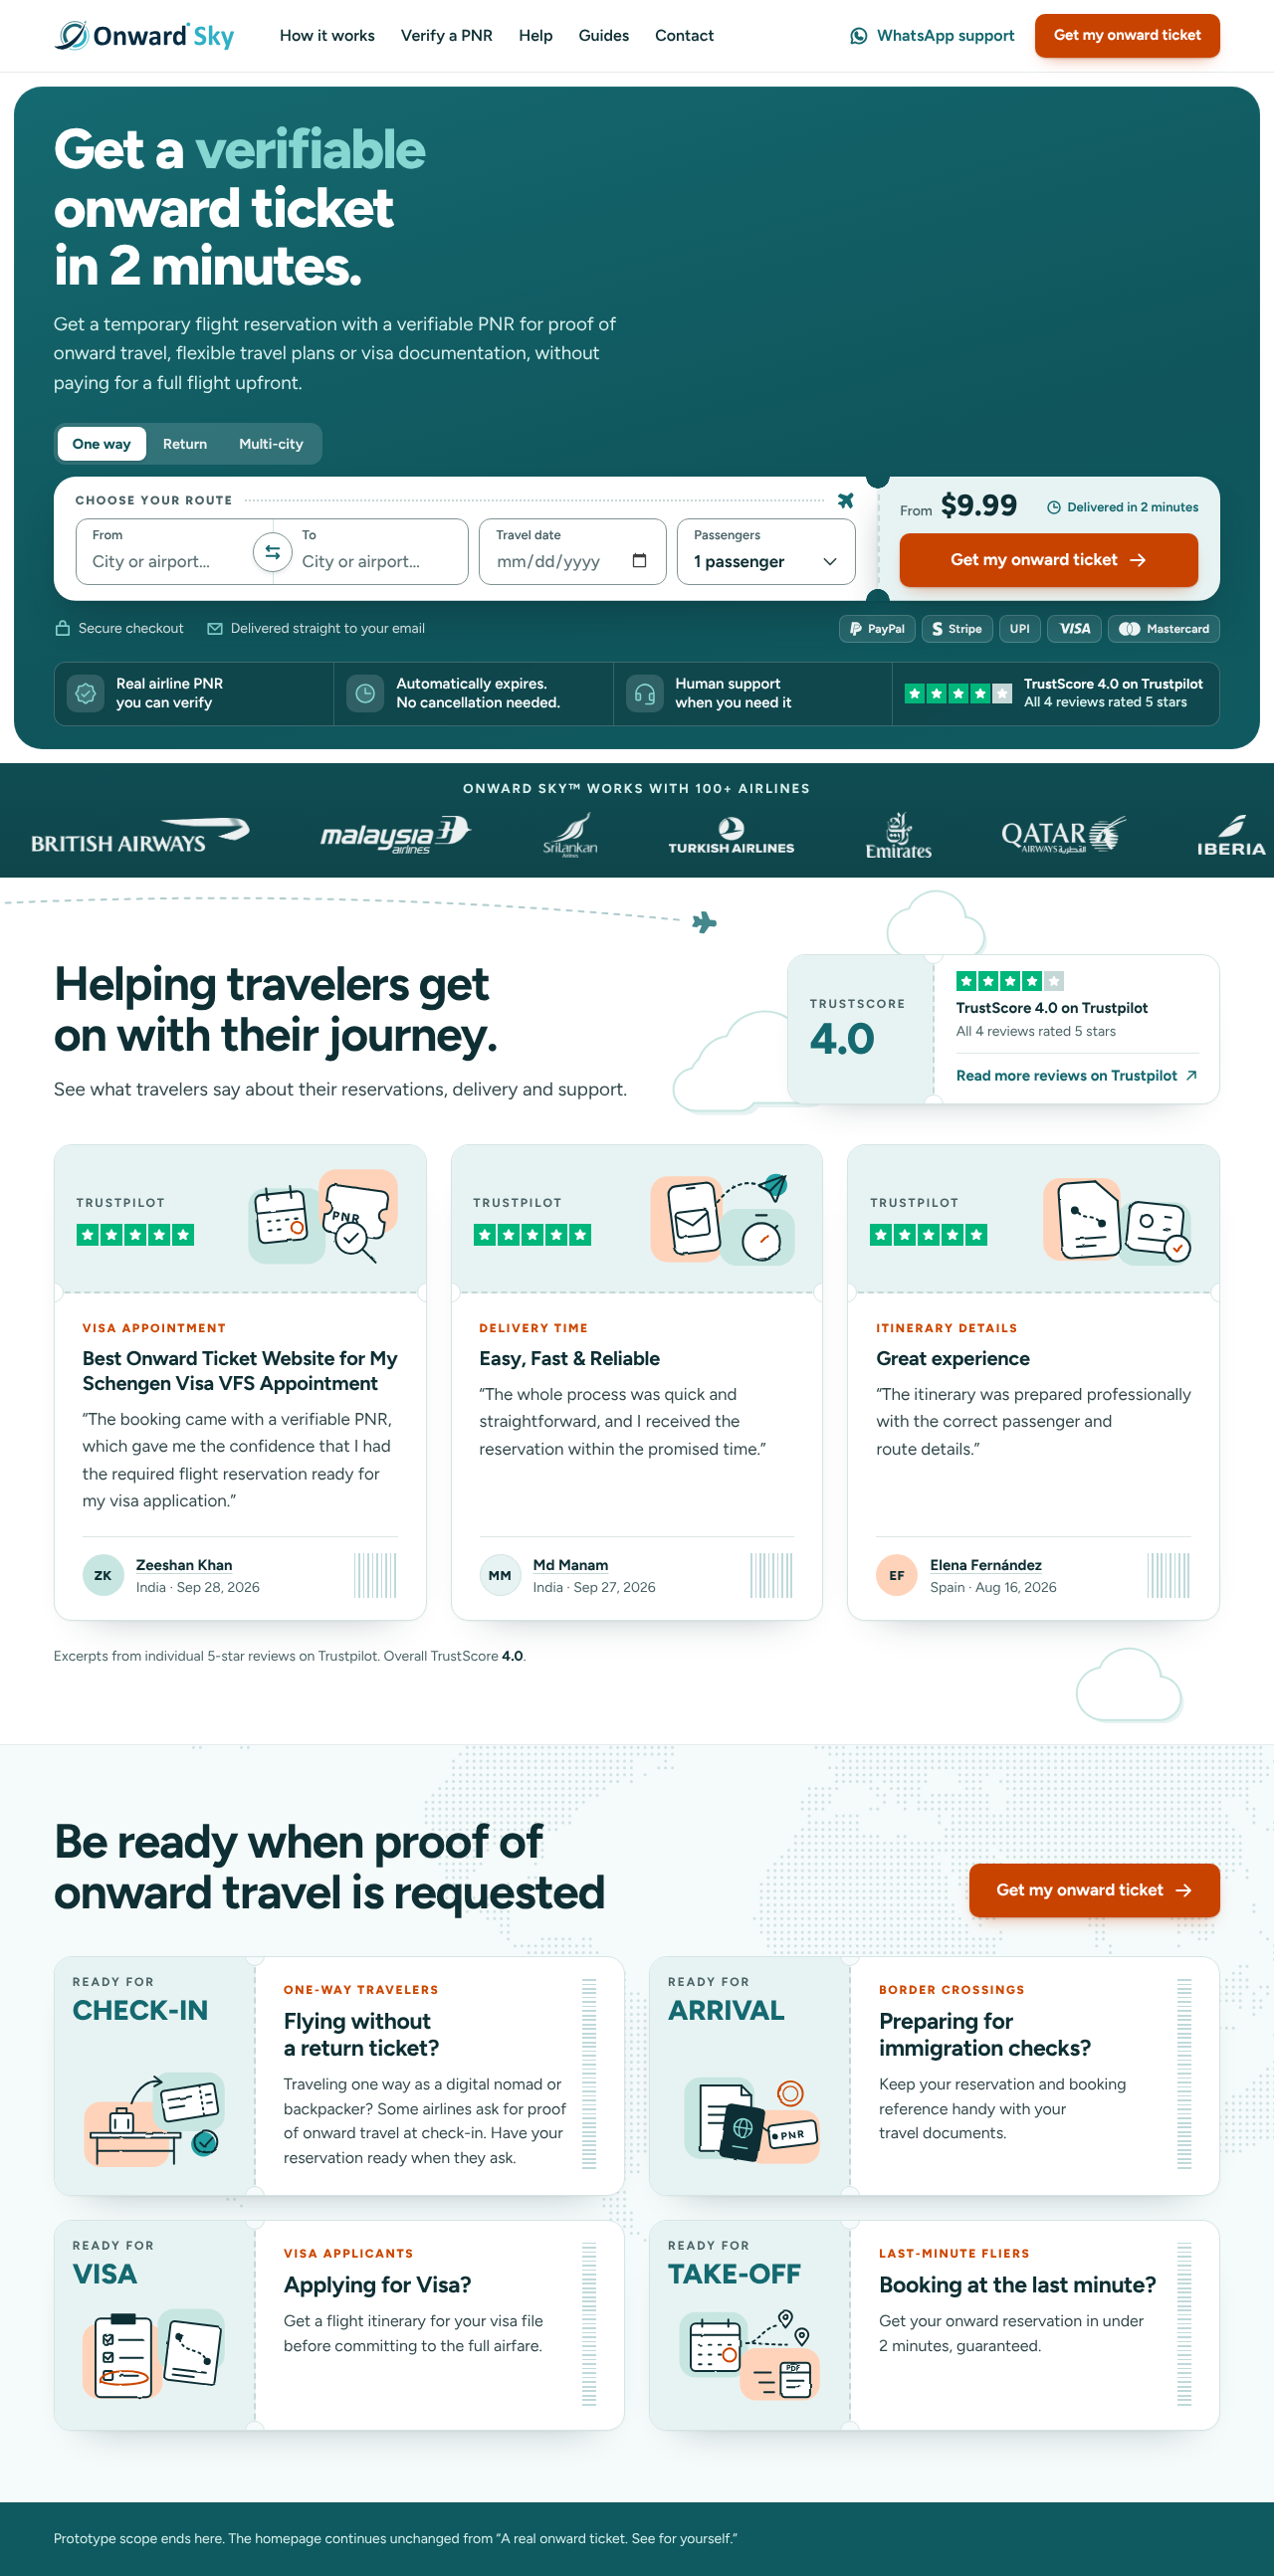 Onward Sky
How it works
Verify a PNR
Help
Guides
Contact
WhatsApp support
Get my onward ticket
Get a verifiable
onward ticket
in 2 minutes.
Get a temporary flight reservation with a verifiable PNR for proof of
onward travel, flexible travel plans or visa documentation, without
paying for a full flight upfront.
One way
Return
Multi-city
CHOOSE YOUR ROUTE
From
City or airport...
To
City or airport...
Travel date
mm/dd/yyyy
Passengers
1 passenger
From $9.99
Delivered in 2 minutes
Get my onward ticket
Secure checkout
Delivered straight to your email
PayPal
Stripe
UPI
VISA
Mastercard
Real airline PNR
you can verify
Automatically expires.
No cancellation needed.
Human support
when you need it
TrustScore 4.0 on Trustpilot
All 4 reviews rated 5 stars
ONWARD SKY™ WORKS WITH 100+ AIRLINES
BRITISH AIRWAYS
malaysia
airlines
SriLankan
Airlines
TURKISH AIRLINES
Emirates
QATAR
AIRWAYS القطرية
IBERIA
Helping travelers get
on with their journey.
See what travelers say about their reservations, delivery and support.
TRUSTSCORE
4.0
TrustScore 4.0 on Trustpilot
All 4 reviews rated 5 stars
Read more reviews on Trustpilot
TRUSTPILOT
PNR
VISA APPOINTMENT
Best Onward Ticket Website for My
Schengen Visa VFS Appointment
“The booking came with a verifiable PNR,
which gave me the confidence that I had
the required flight reservation ready for
my visa application.”
ZK
Zeeshan Khan
India · Sep 28, 2026
TRUSTPILOT
DELIVERY TIME
Easy, Fast & Reliable
“The whole process was quick and
straightforward, and I received the
reservation within the promised time.”
MM
Md Manam
India · Sep 27, 2026
TRUSTPILOT
ITINERARY DETAILS
Great experience
“The itinerary was prepared professionally
with the correct passenger and
route details.”
EF
Elena Fernández
Spain · Aug 16, 2026
Excerpts from individual 5-star reviews on Trustpilot. Overall TrustScore 4.0.
Be ready when proof of
onward travel is requested
Get my onward ticket
READY FOR
CHECK-IN
ONE-WAY TRAVELERS
Flying without
a return ticket?
Traveling one way as a digital nomad or
backpacker? Some airlines ask for proof
of onward travel at check-in. Have your
reservation ready when they ask.
READY FOR
ARRIVAL
PNR
BORDER CROSSINGS
Preparing for
immigration checks?
Keep your reservation and booking
reference handy with your
travel documents.
READY FOR
VISA
VISA APPLICANTS
Applying for Visa?
Get a flight itinerary for your visa file
before committing to the full airfare.
READY FOR
TAKE-OFF
PDF
LAST-MINUTE FLIERS
Booking at the last minute?
Get your onward reservation in under
2 minutes, guaranteed.
Prototype scope ends here. The homepage continues unchanged from “A real onward ticket. See for yourself.”